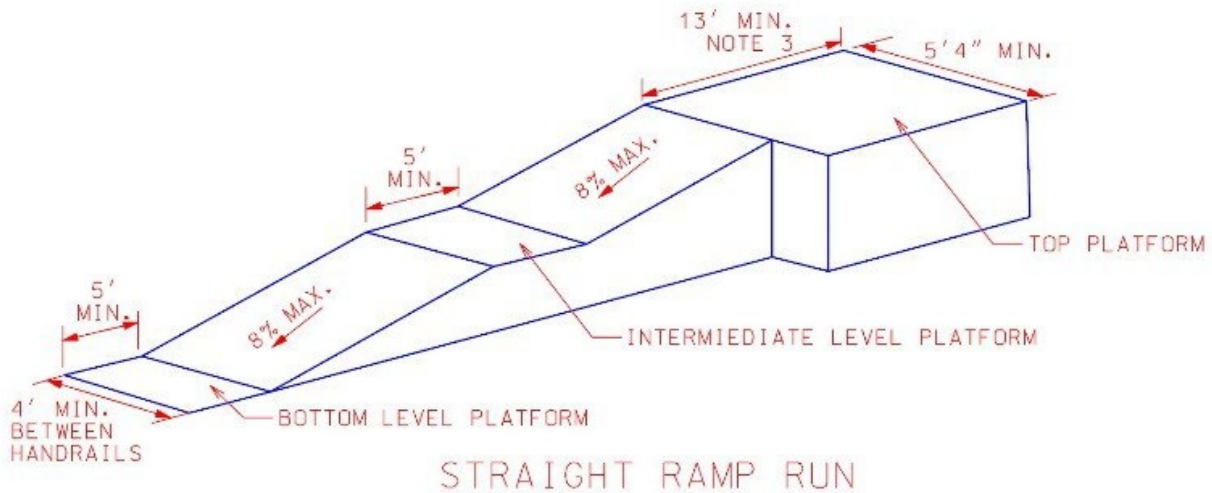 13' MIN.
NOTE 3
5'4" MIN.
5'
MIN.
8% MAX.
TOP PLATFORM
5'
MIN.
8% MAX.
INTERMIEDIATE LEVEL PLATFORM
4' MIN.
BETWEEN
HANDRAILS
BOTTOM LEVEL PLATFORM
STRAIGHT RAMP RUN